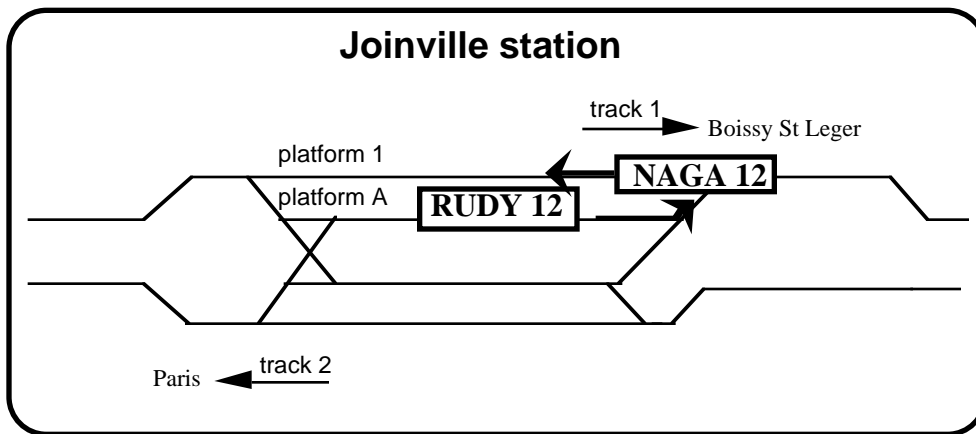 Joinville station
track 1
Boissy St Leger
platform 1
NAGA 12
platform A
RUDY 12
Paris
track 2